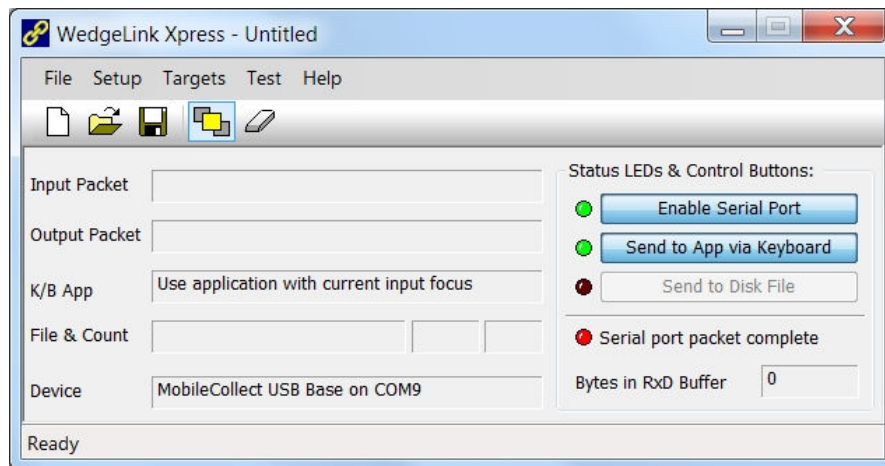 WedgeLink Xpress - Untitled
File Setup Targets Test Help
Input Packet
Output Packet
K/B App Use application with current input focus
File & Count
Device MobileCollect USB Base on COM9
Status LEDs & Control Buttons:
Enable Serial Port
Send to App via Keyboard
Send to Disk File
Serial port packet complete
Bytes in RxD Buffer 0
Ready